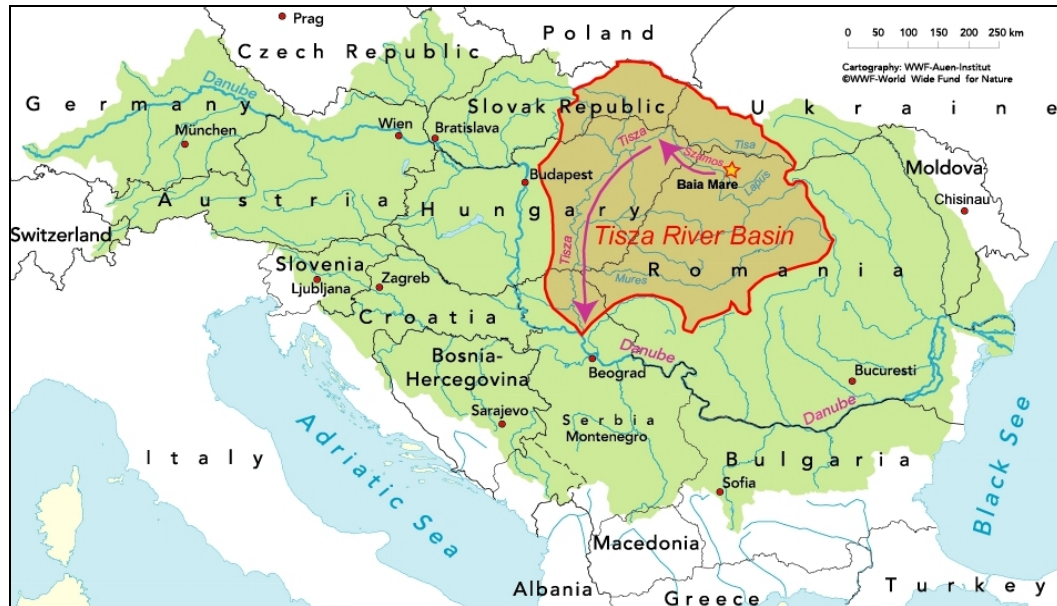 Prag
Poland
Czech Republic
0 50 100 150 200 250 km
Cartography: WWF-Auen-Institut
©WWF-World Wide Fund for Nature
Germany
Danube
Slovak Republic
Ukraine
München
Wien
Bratislava
Tisza
Szamos
Tisa
Moldova
Baia Mare
Lapus
Budapest
Chisinau
Austria
Hungary
Switzerland
Tisza River Basin
Tisza
Slovenia
Ljubljana
Zagreb
Mures
Romania
Croatia
Danube
Bosnia-
Hercegovina
Beograd
Bucuresti
Sarajevo
Serbia
Montenegro
Danube
Adriatic Sea
Italy
Bulgaria
Sofia
Black See
Macedonia
Albania
Greece
Turkey